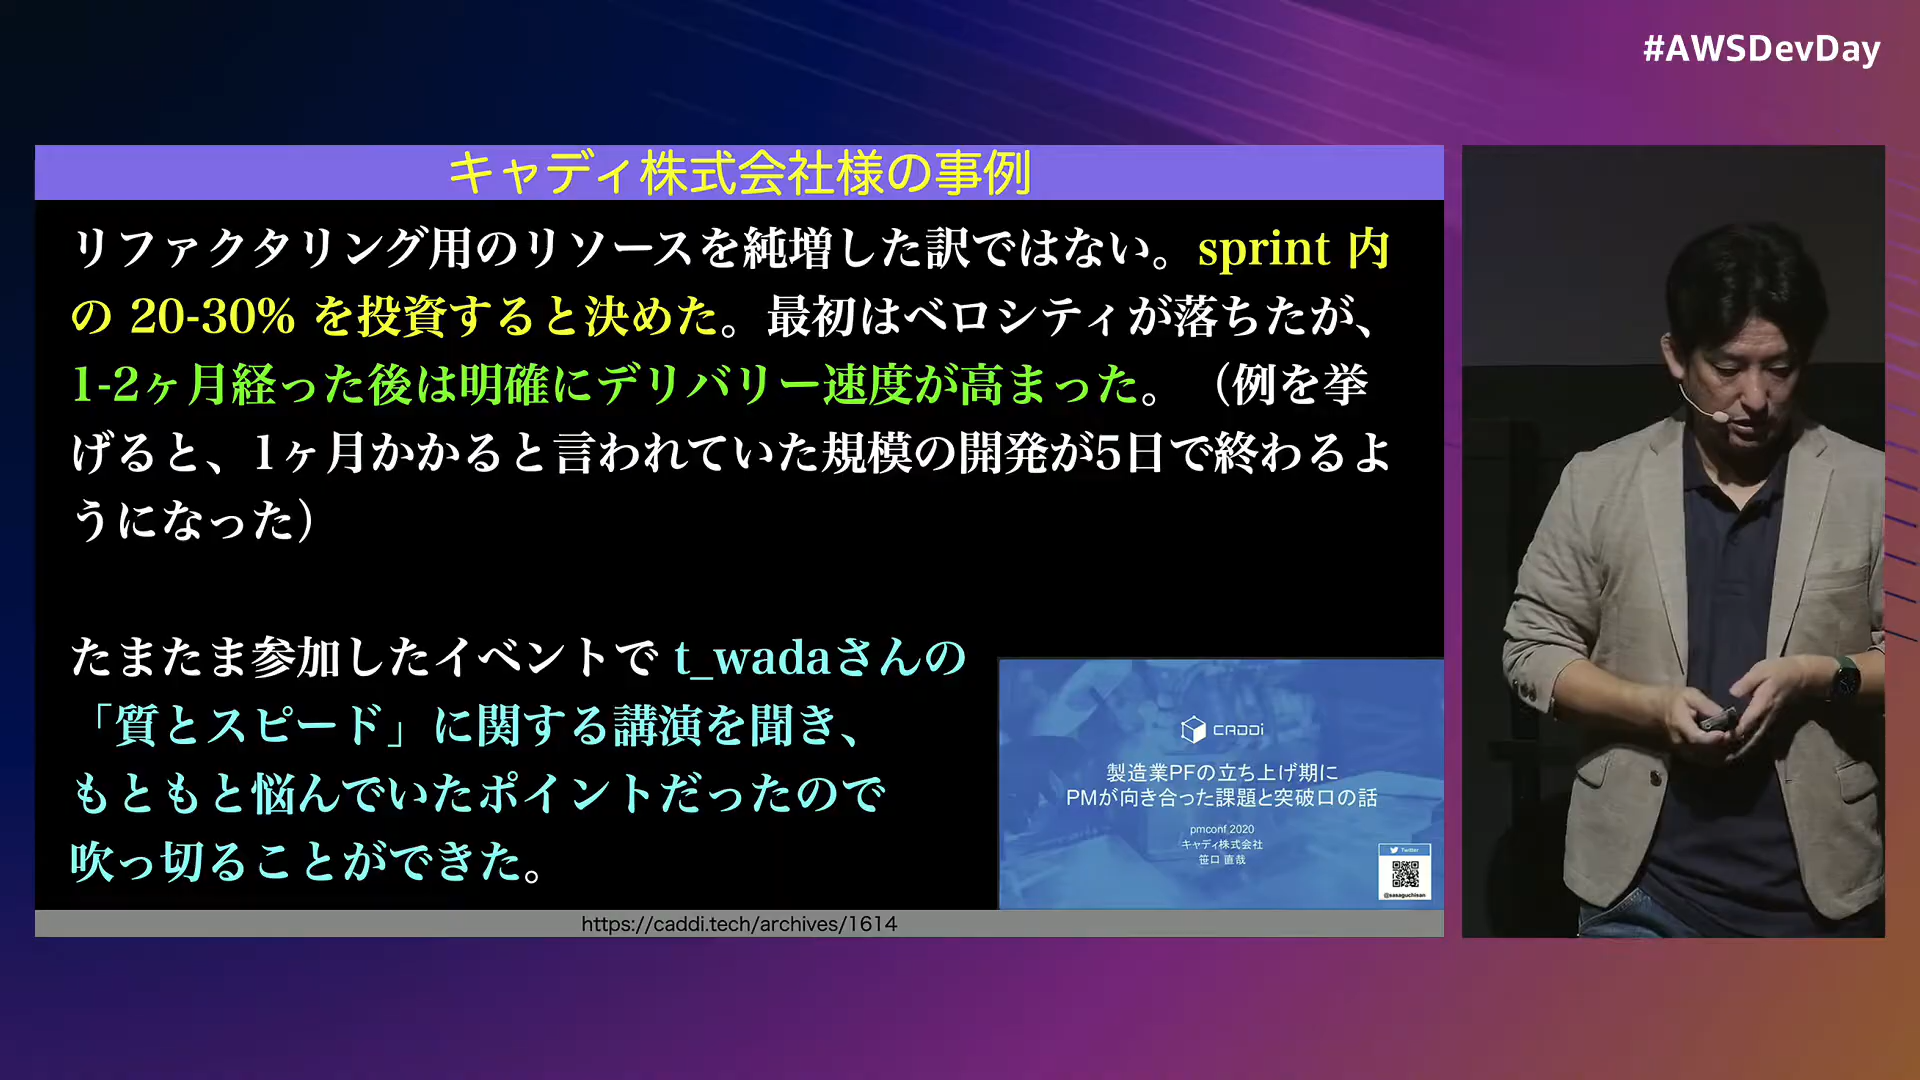 #AWSDevDay
キャディ株式会社様の事例
リファクタリング用のリソースを純増した訳ではない。sprint 内
の 20-30% を投資すると決めた。最初はベロシティが落ちたが、
1-2ヶ月経った後は明確にデリバリー速度が高まった。（例を挙
げると、1ヶ月かかると言われていた規模の開発が5日で終わるよ
うになった）
たまたま参加したイベントで t_wadaさんの
「質とスピード」に関する講演を聞き、
もともと悩んでいたポイントだったので
吹っ切ることができた。
CADDi
製造業PFの立ち上げ期に
PMが向き合った課題と突破口の話
pmconf 2020
キャディ株式会社
笹口 直哉
Twitter
@sasaguchisan
https://caddi.tech/archives/1614